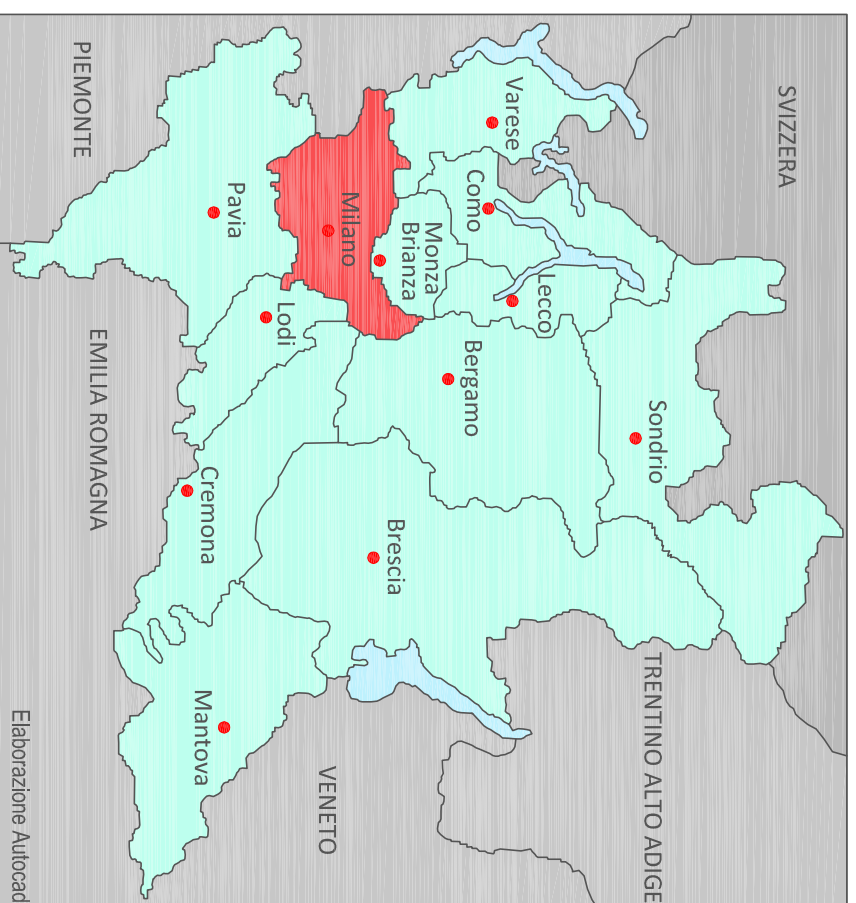 SVIZZERA
Varese
Como
Lecco
Sondrio
Monza
Brianza
Milano
Bergamo
Brescia
Pavia
Lodi
Cremona
Mantova
PIEMONTE
EMILIA ROMAGNA
VENETO
TRENTINO ALTO ADIGE
Elaborazione Autocad